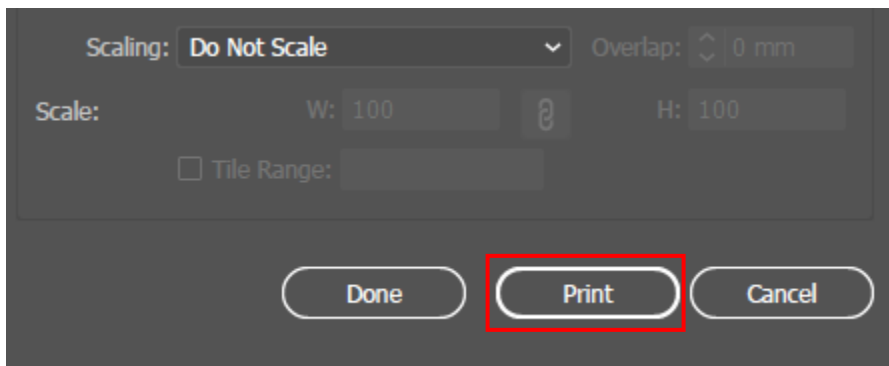 Scaling: Do Not Scale Overlap: 0 mm
Scale: W: 100 H: 100
Tile Range:
Done Print Cancel